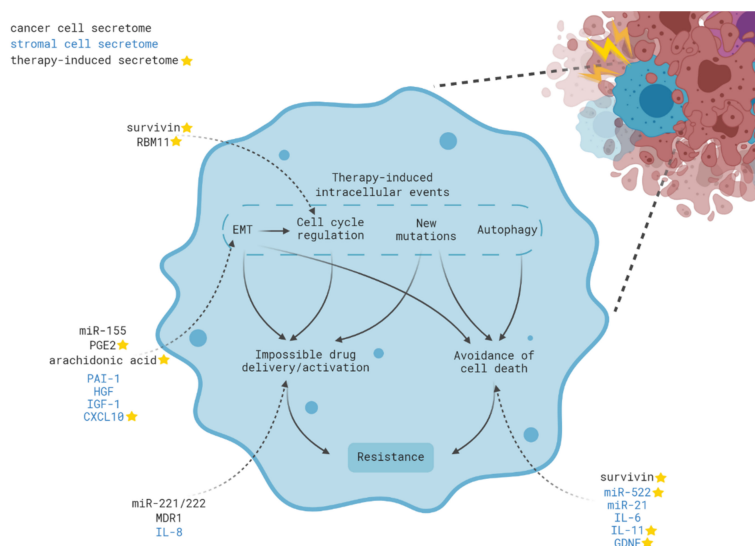 cancer cell secretome
stromal cell secretome
therapy-induced secretome
survivin
RBM11
Therapy-induced
intracellular events
EMT
Cell cycle
regulation
New
mutations
Autophagy
miR-155
PGE2
arachidonic acid
PAI-1
HGF
IGF-1
CXCL10
Impossible drug
delivery/activation
Avoidance of
cell death
Resistance
miR-221/222
MDR1
IL-8
survivin
miR-522
miR-21
IL-6
IL-11
GDNF